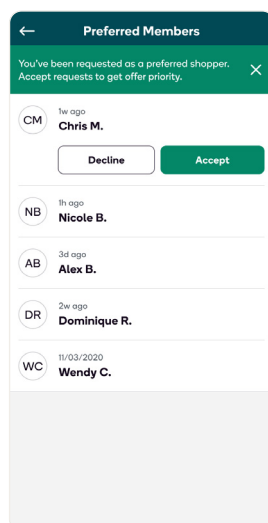 Preferred Members
You've been requested as a preferred shopper.
Accept requests to get offer priority.
CM
1w ago
Chris M.
Decline
Accept
NB
1h ago
Nicole B.
AB
3d ago
Alex B.
DR
2w ago
Dominique R.
WC
11/03/2020
Wendy C.